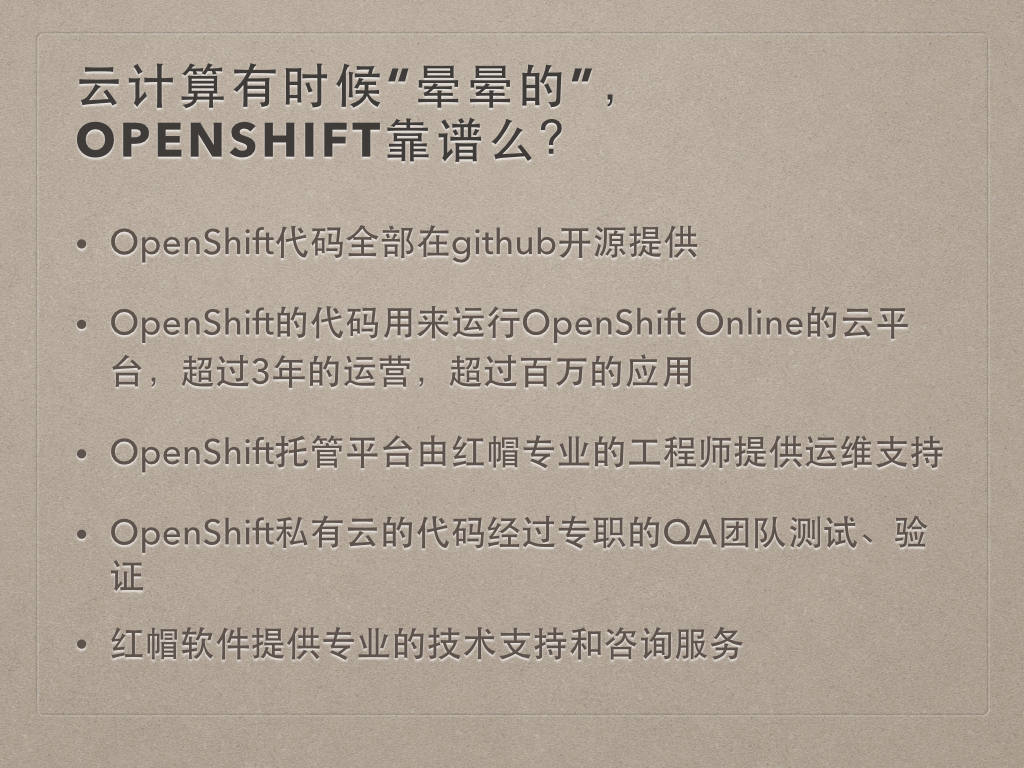 云计算有时候“晕晕的”，
OPENSHIFT靠谱么？
• OpenShift代码全部在github开源提供
• OpenShift的代码用来运行OpenShift Online的云平
台，超过3年的运营，超过百万的应用
• OpenShift托管平台由红帽专业的工程师提供运维支持
• OpenShift私有云的代码经过专职的QA团队测试、验
证
• 红帽软件提供专业的技术支持和咨询服务